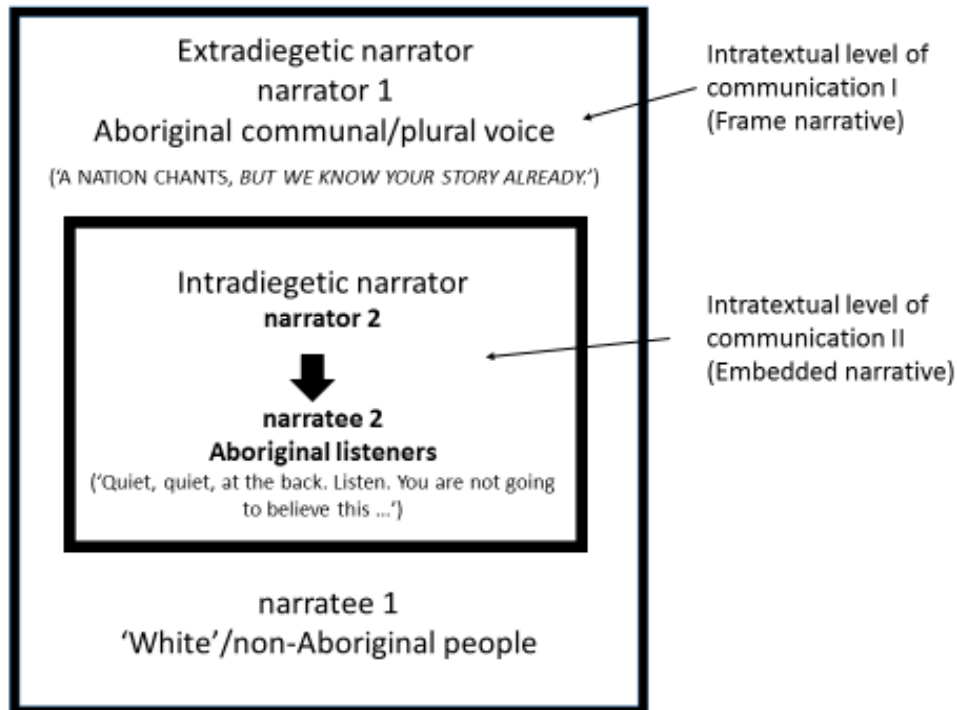 Extradiegetic narrator
narrator 1
Aboriginal communal/plural voice
('A NATION CHANTS, BUT WE KNOW YOUR STORY ALREADY.')
Intratextual level of
communication I
(Frame narrative)
Intradiegetic narrator
narrator 2
narratee 2
Aboriginal listeners
('Quiet, quiet, at the back. Listen. You are not going
to believe this ...')
Intratextual level of
communication II
(Embedded narrative)
narratee 1
'White'/non-Aboriginal people